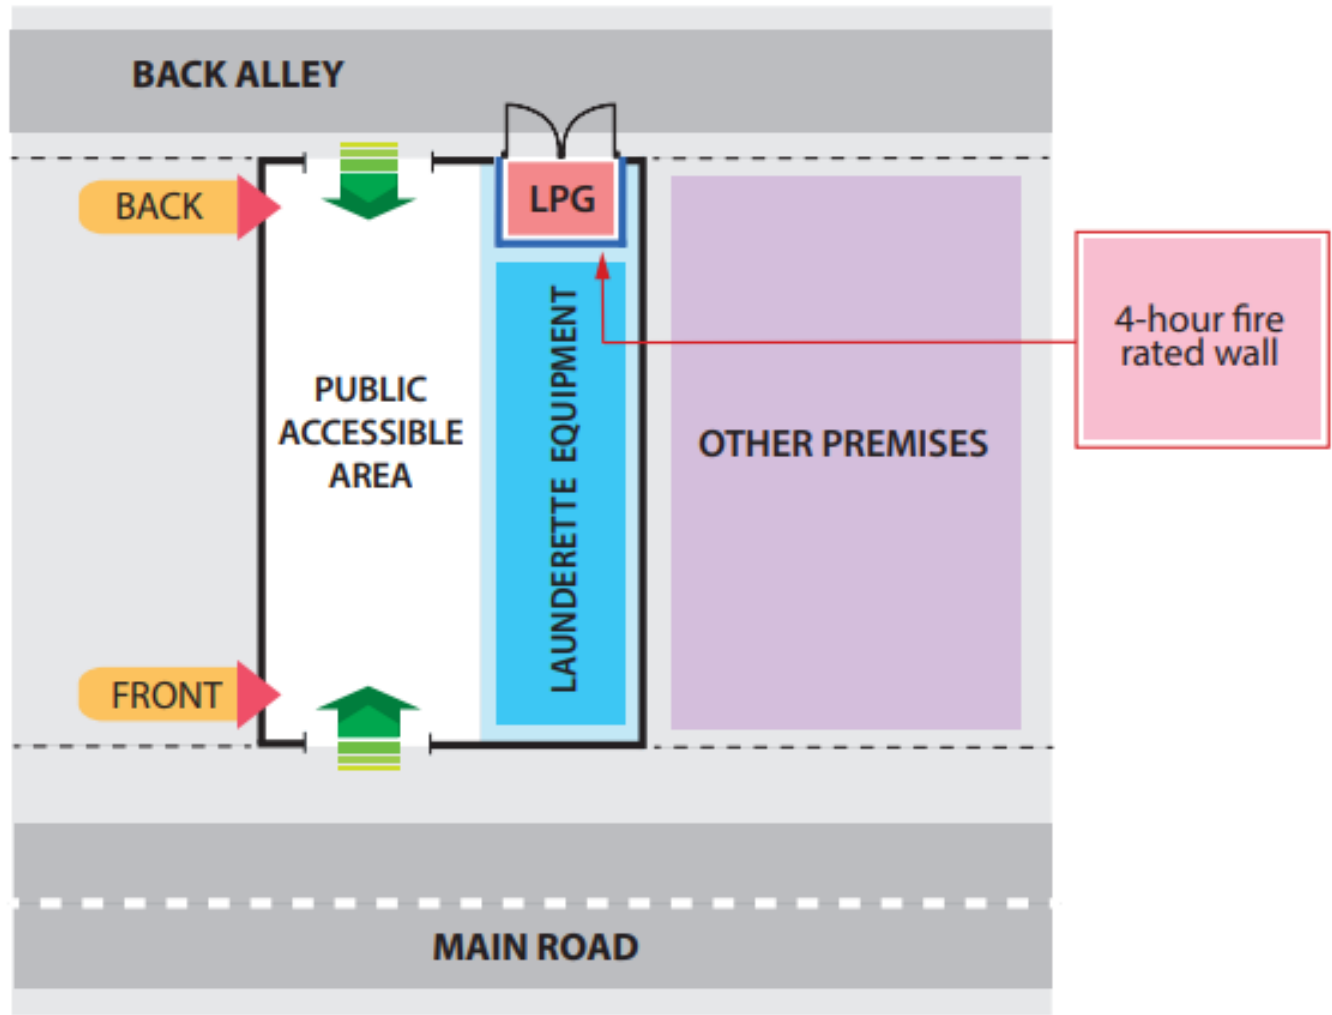 BACK ALLEY
BACK
LPG
4-hour fire
rated wall
PUBLIC
ACCESSIBLE
AREA
LAUNDERETTE EQUIPMENT
OTHER PREMISES
FRONT
MAIN ROAD